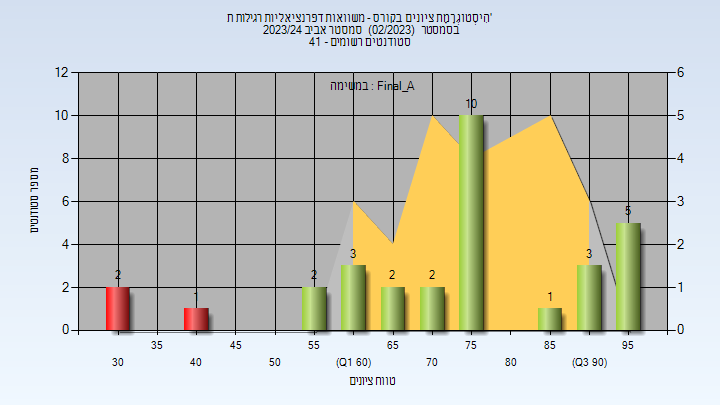 היסטוגרמת ציונים בקורס - משוואות דפרנציאליות רגילות ת'
בסמסטר (02/2023) סמסטר אביב 2023/24
סטודנטים רשומים - 41
במשימה : Final_A
מספר סטודנטים
12 10 8 6 4 2 0
6 5 4 3 2 1 0
2 1 2 3 2 2 10 1 3 5
35 45 55 65 75 85 95
30 40 50 (Q1 60) 70 80 (Q3 90)
טווח ציונים